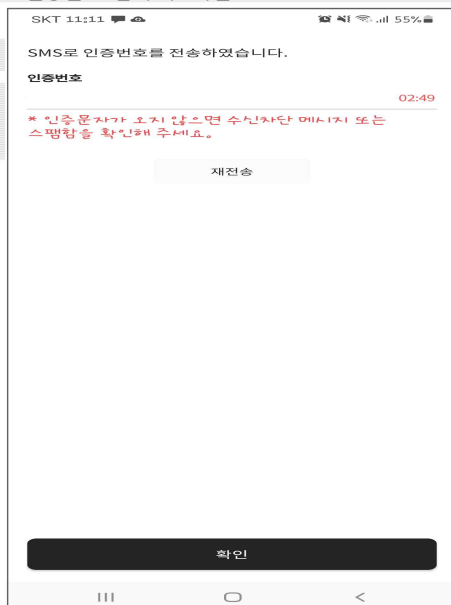 SKT 11:11 55%
SMS로 인증번호를 전송하였습니다.
인증번호
02:49
* 인증문자가 오지 않으면 수신차단 메시지 또는
스팸함을 확인해 주세요.
재전송
확인